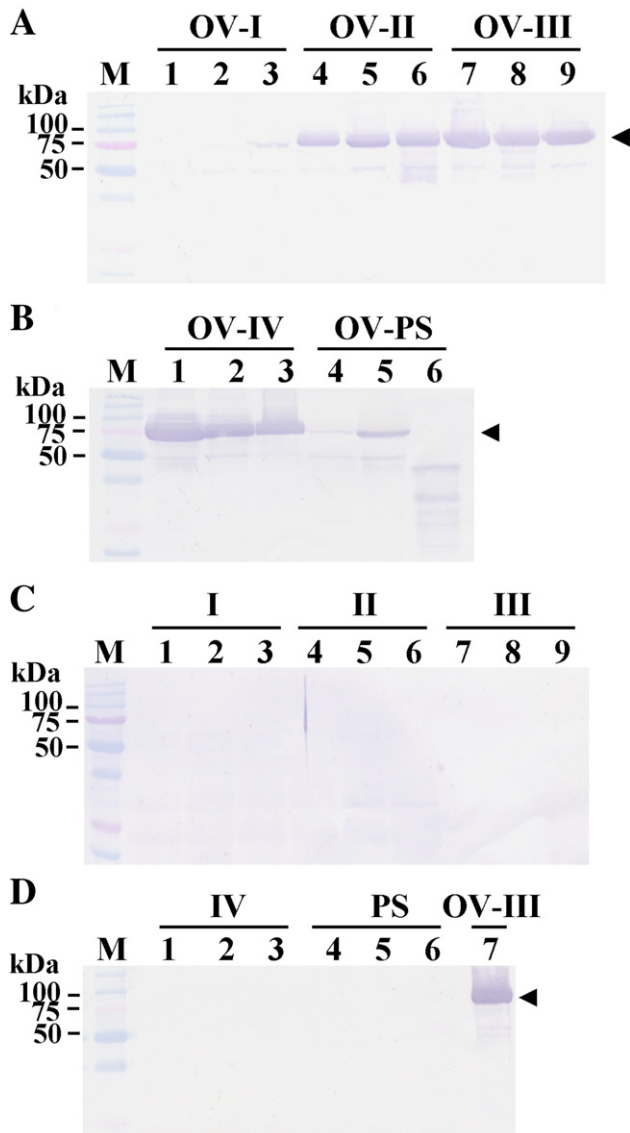 A
OV-I OV-II OV-III
M 1 2 3 4 5 6 7 8 9
kDa
100
75
50
B
OV-IV OV-PS
M 1 2 3 4 5 6
kDa
100
75
50
C
I II III
M 1 2 3 4 5 6 7 8 9
kDa
100
75
50
D
IV PS OV-III
M 1 2 3 4 5 6 7
kDa
100
75
50